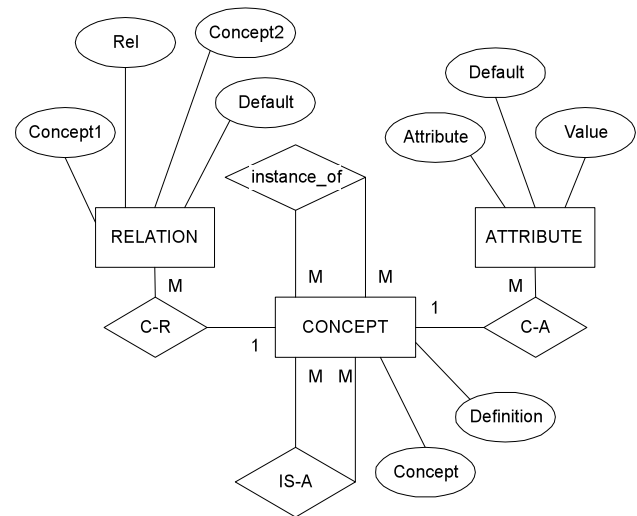 Rel
Concept2
Default
Concept1
Default
Attribute
Value
instance_of
RELATION
ATTRIBUTE
M
M
M
M
C-R
1
CONCEPT
1
C-A
M
M
Definition
Concept
IS-A